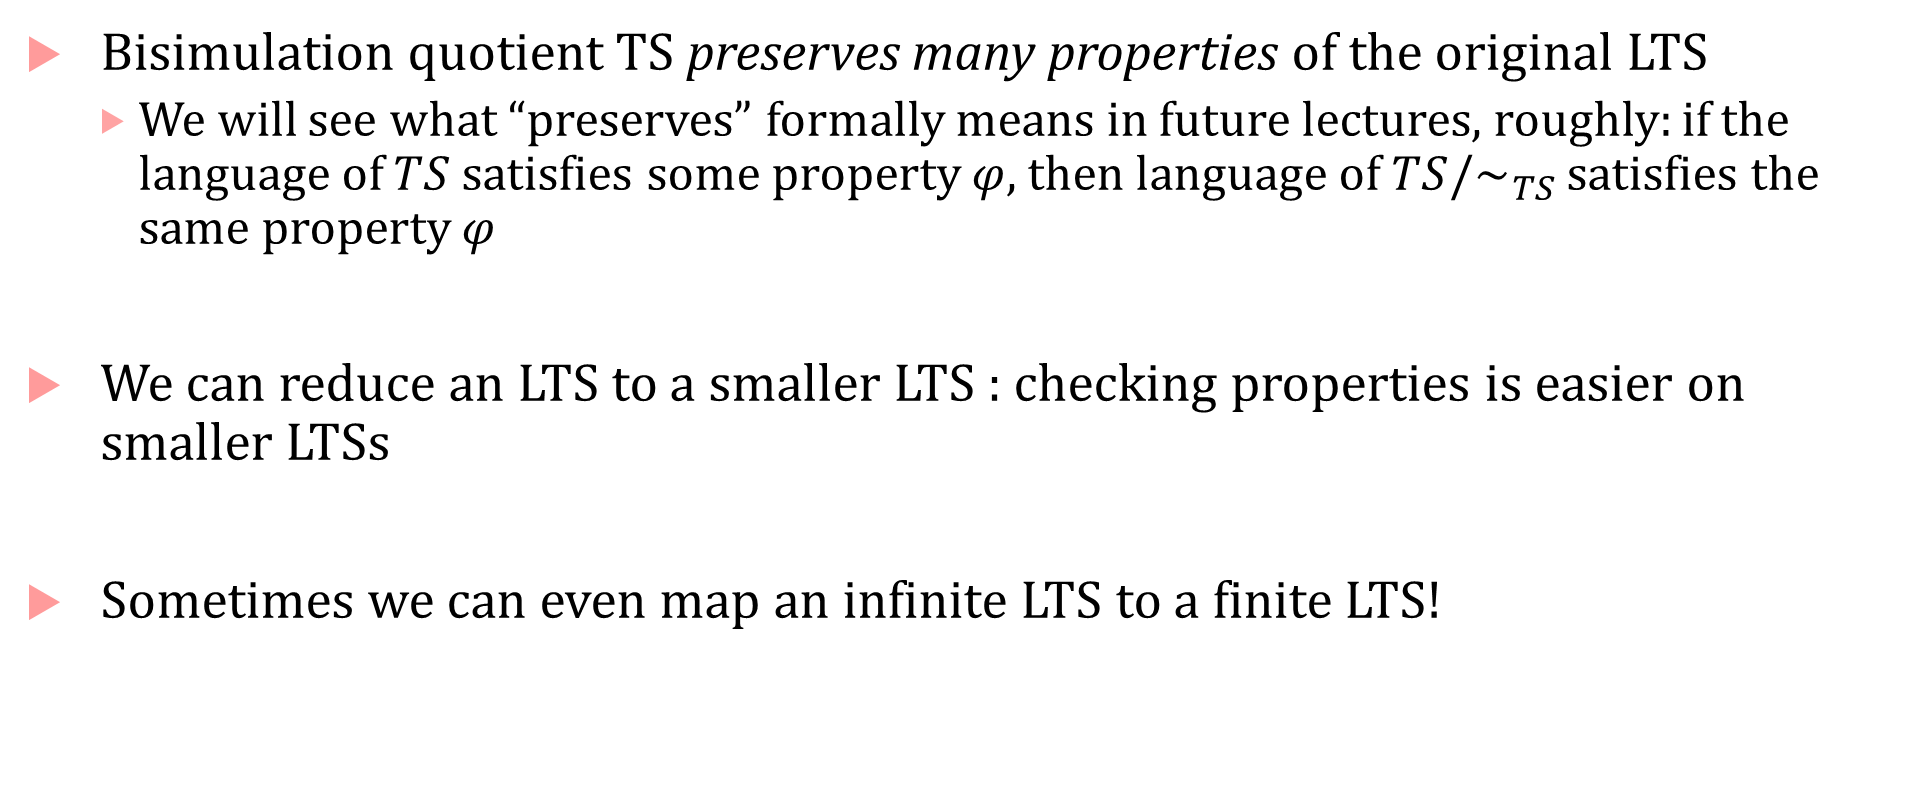 Bisimulation quotient TS preserves many properties of the original LTS
We will see what “preserves” formally means in future lectures, roughly: if the
language of TS satisfies some property φ, then language of TS/~TS satisfies the
same property φ
We can reduce an LTS to a smaller LTS : checking properties is easier on
smaller LTSs
Sometimes we can even map an infinite LTS to a finite LTS!